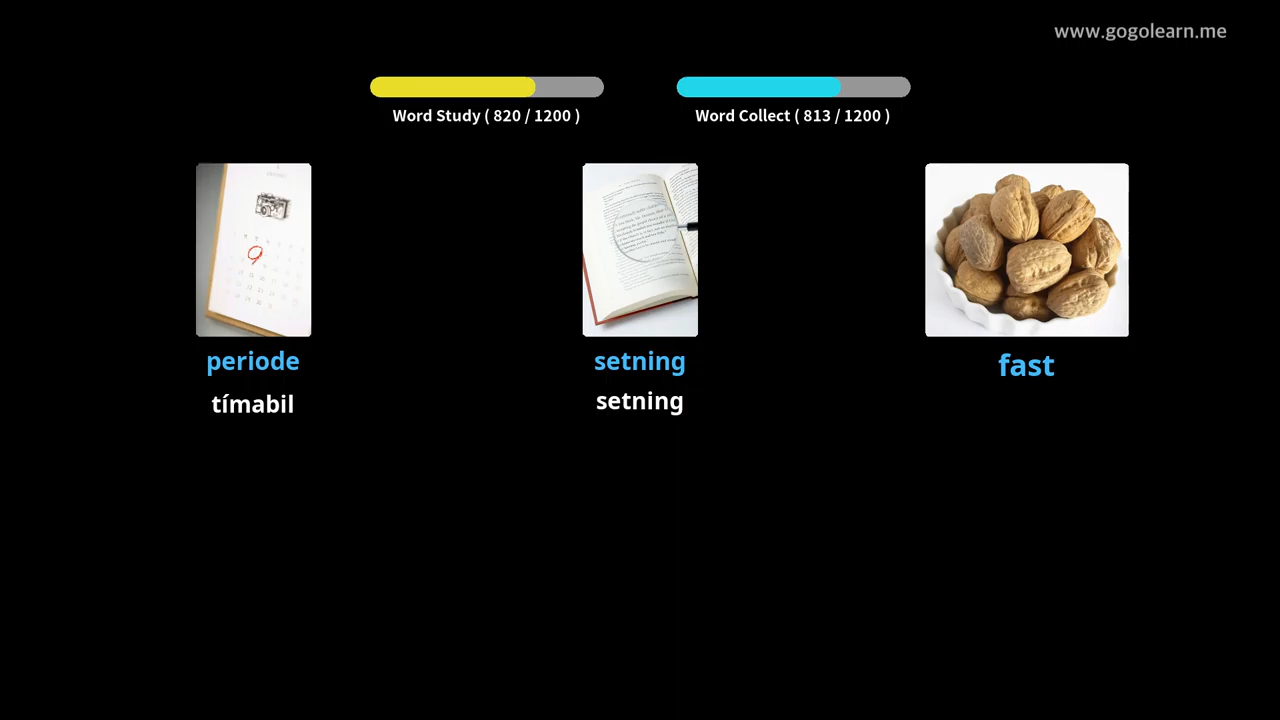 www.gogolearn.me
Word Study ( 820 / 1200 )
Word Collect ( 813 / 1200 )
periode
setning
fast
tímabil
setning